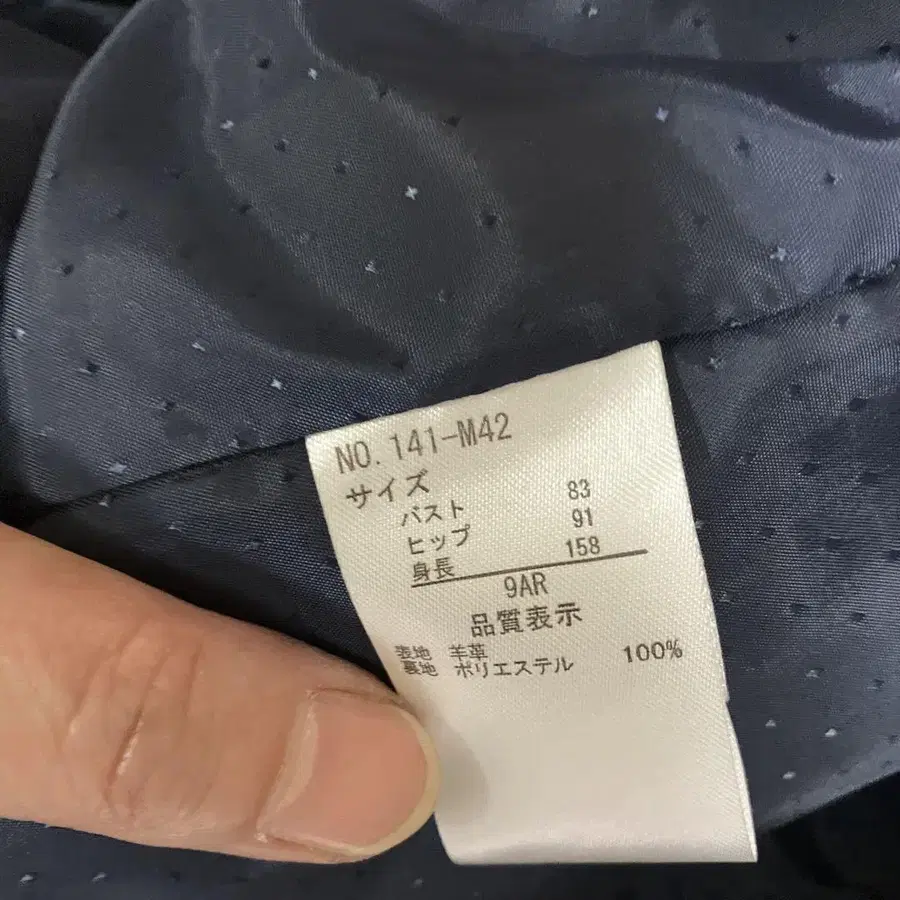 NO. 141-M42
サイズ
バスト 83
ヒップ 91
身長 158
9AR
品質表示
表地 羊革
裏地 ポリエステル 100%